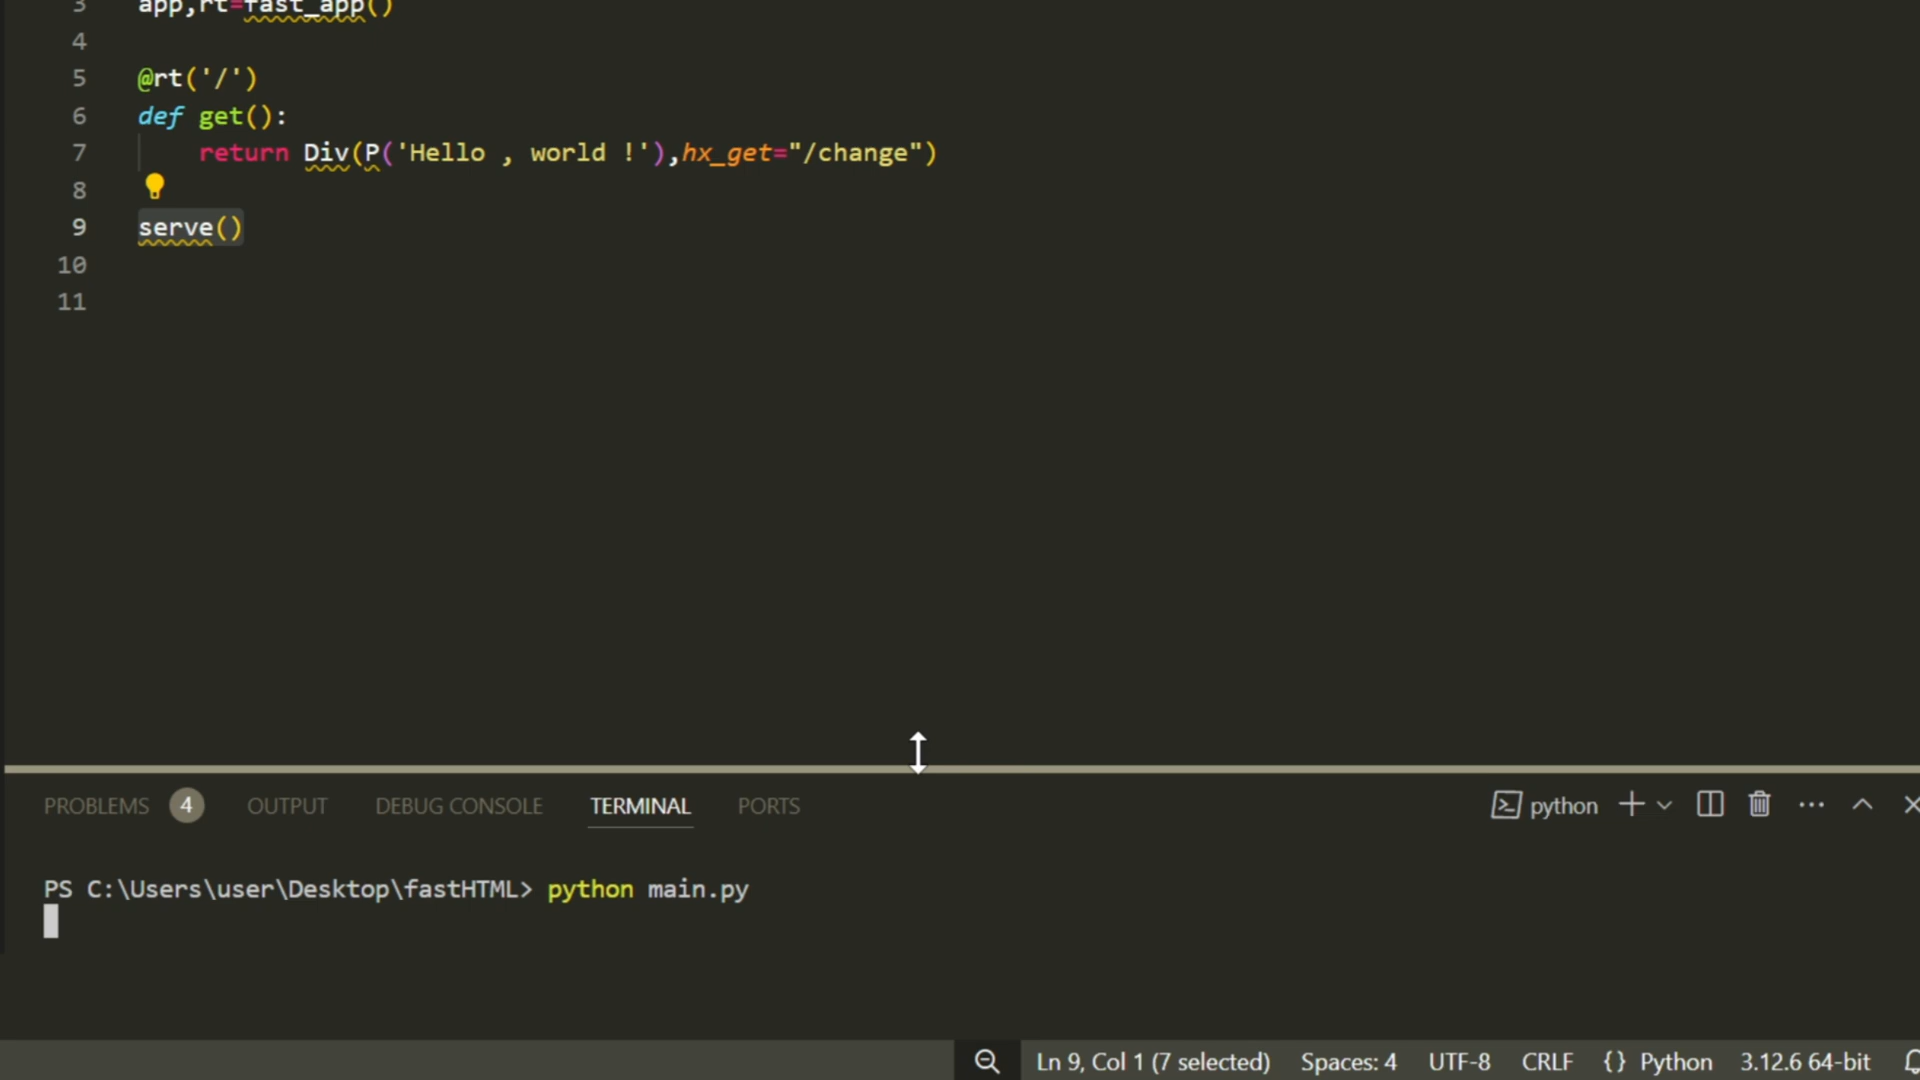 3 app,rt=fast_app()
4
5 @rt('/')
6 def get():
7 return Div(P('Hello , world !'),hx_get="/change")
8
9 serve()
10
11
PROBLEMS 4 OUTPUT DEBUG CONSOLE TERMINAL PORTS python
PS C:\Users\user\Desktop\fastHTML> python main.py
Ln 9, Col 1 (7 selected) Spaces: 4 UTF-8 CRLF {} Python 3.12.6 64-bit